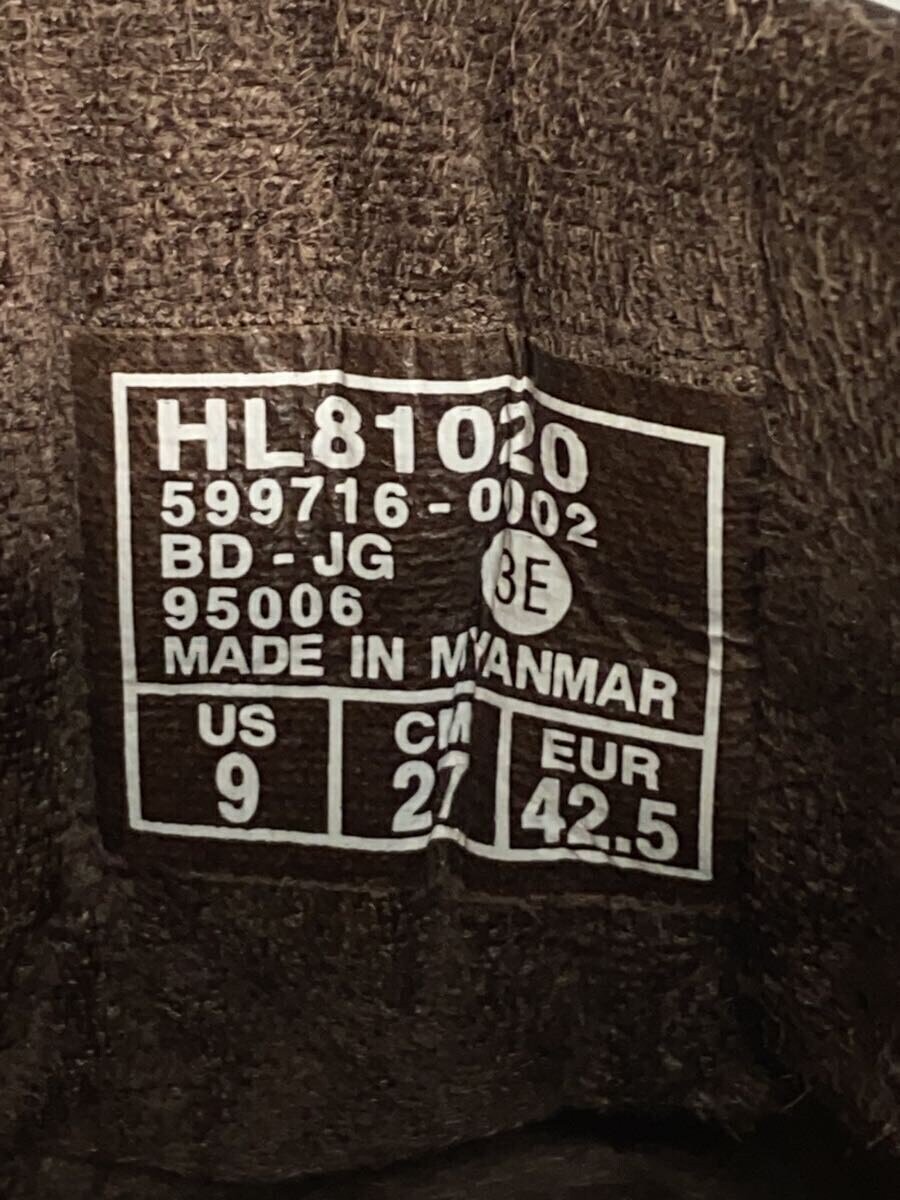 HL81020
599716-0002
BD-JG
3E
95006
MADE IN MYANMAR
US CM EUR
9 27 42.5